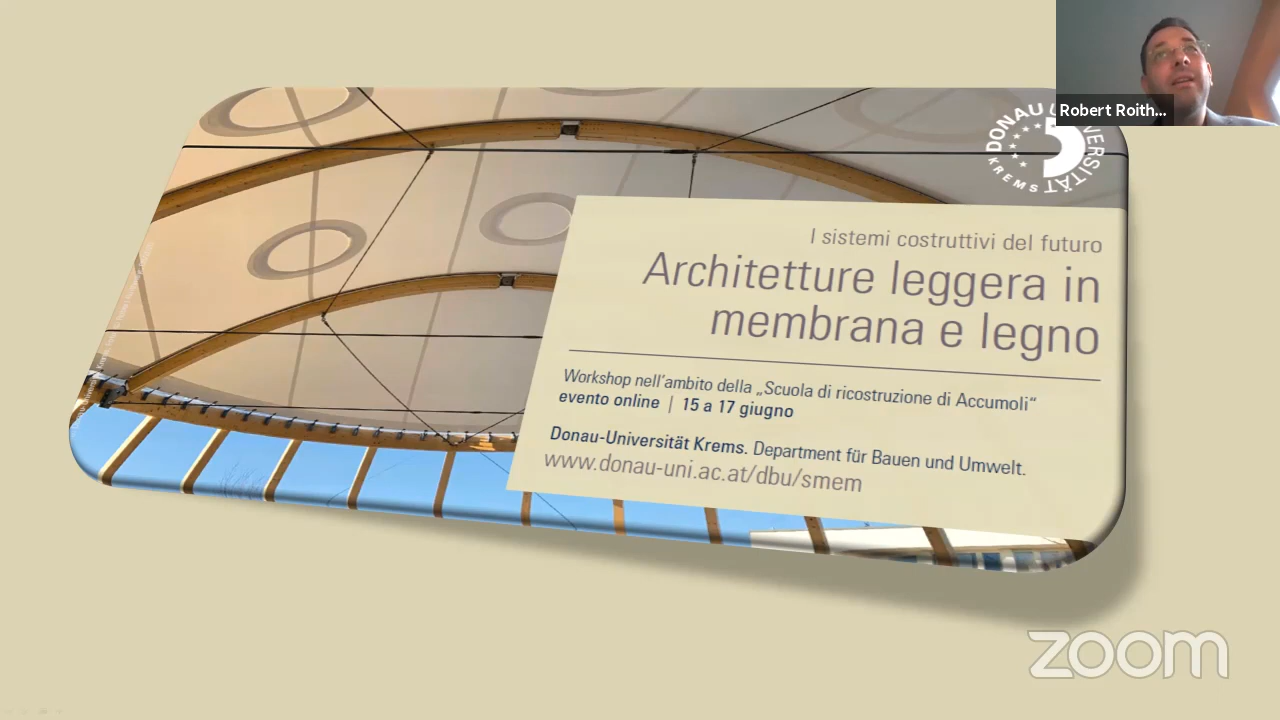 Robert Roith...
DONAU UNIVERSITÄT
KREMS
I sistemi costruttivi del futuro
Architetture leggera in
membrana e legno
Workshop nell'ambito della „Scuola di ricostruzione di Accumoli“
evento online | 15 a 17 giugno
Donau-Universität Krems. Department für Bauen und Umwelt.
www.donau-uni.ac.at/dbu/smem
zoom